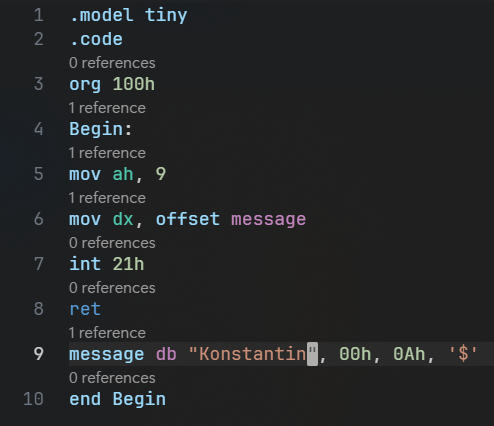 1 .model tiny
2 .code
0 references
3 org 100h
1 reference
4 Begin:
1 reference
5 mov ah, 9
1 reference
6 mov dx, offset message
0 references
7 int 21h
0 references
8 ret
1 reference
9 message db "Konstantin", 00h, 0Ah, '$'
0 references
10 end Begin